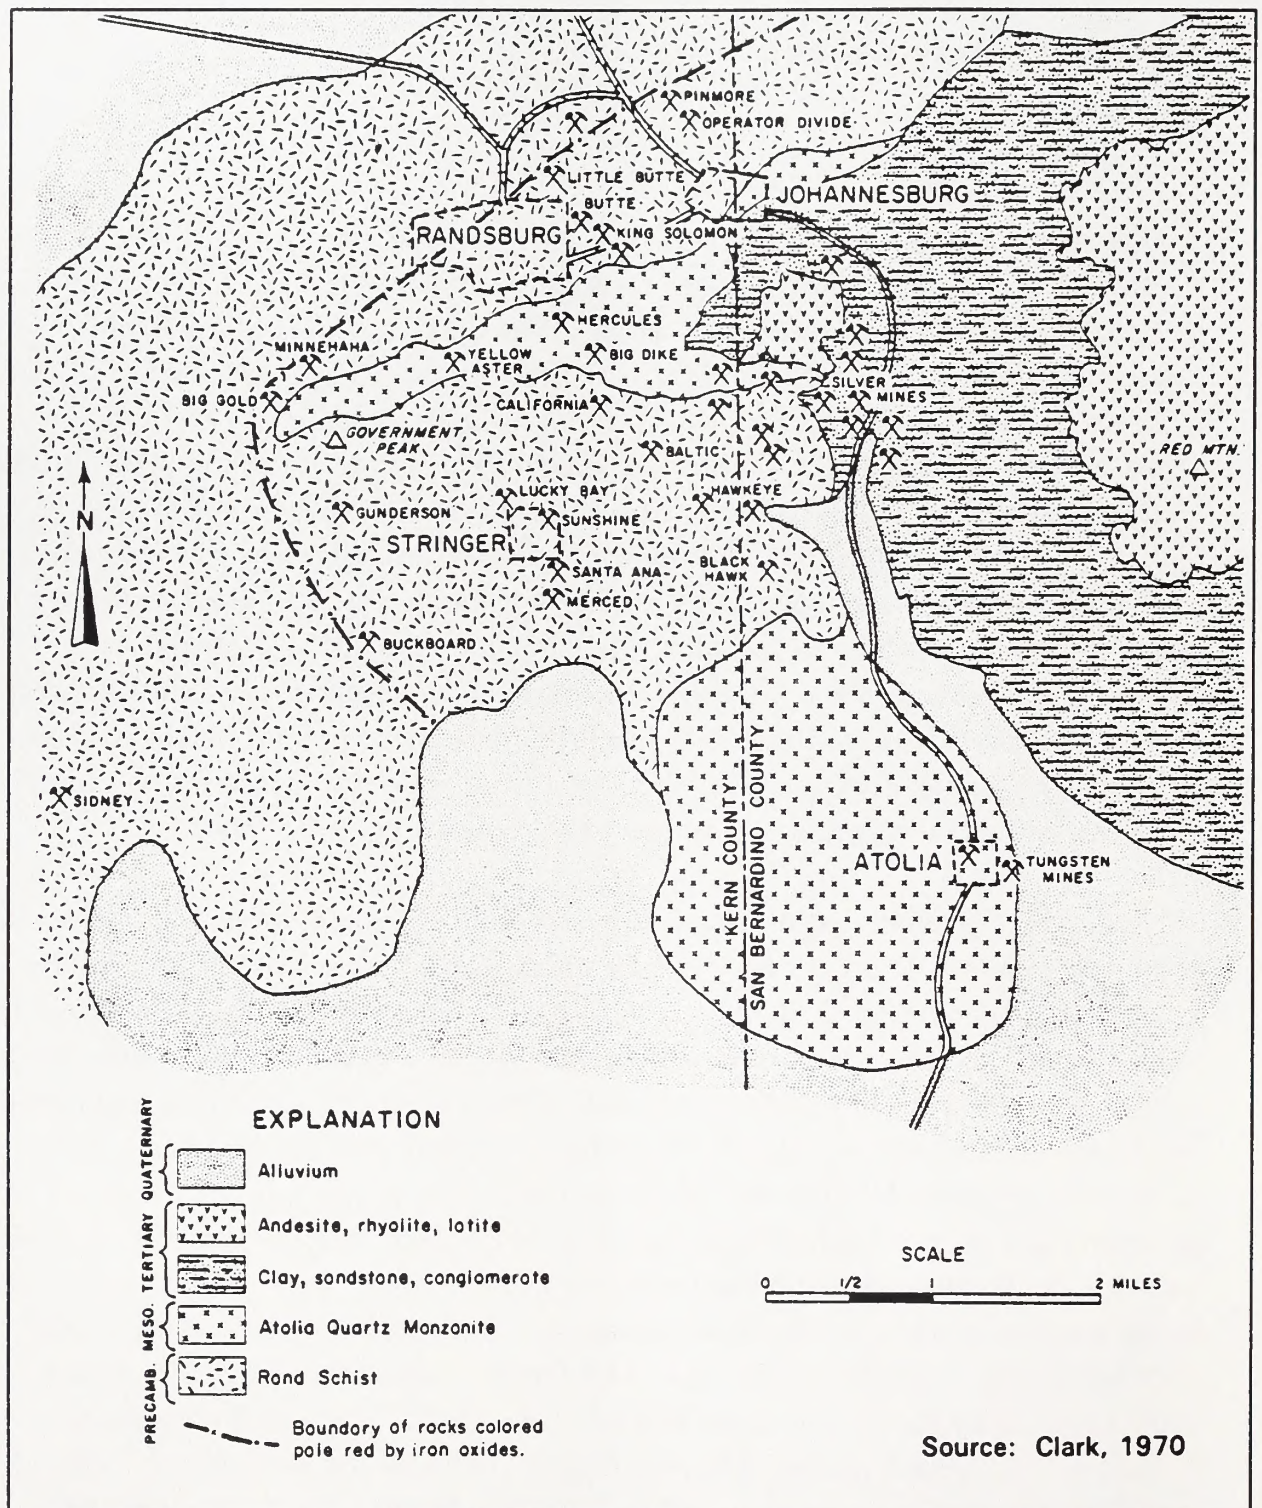 PINMORE
OPERATOR DIVIDE
LITTLE BUTTE
JOHANNESBURG
BUTTE
RANDSBURG
KING SOLOMON
HERCULES
MINNEHAHA
YELLOW
ASTER
BIG DIKE
SILVER
MINES
BIG GOLD
CALIFORNIA
GOVERNMENT
PEAK
BALTIC
RED MTN.
LUCKY BAY
HAWKEYE
N
GUNDERSON
SUNSHINE
STRINGER
SANTA ANA
BLACK
HAWK
MERCED
BUCKBOARD
SIDNEY
KERN COUNTY
SAN BERNARDINO COUNTY
ATOLIA
TUNGSTEN
MINES
EXPLANATION
QUATERNARY
Alluvium
TERTIARY
Andesite, rhyolite, latite
Clay, sandstone, conglomerate
MESO.
Atolia Quartz Monzonite
PRECAMB.
Rand Schist
Boundary of rocks colored
pale red by iron oxides.
SCALE
0 1/2 1 2 MILES
Source: Clark, 1970